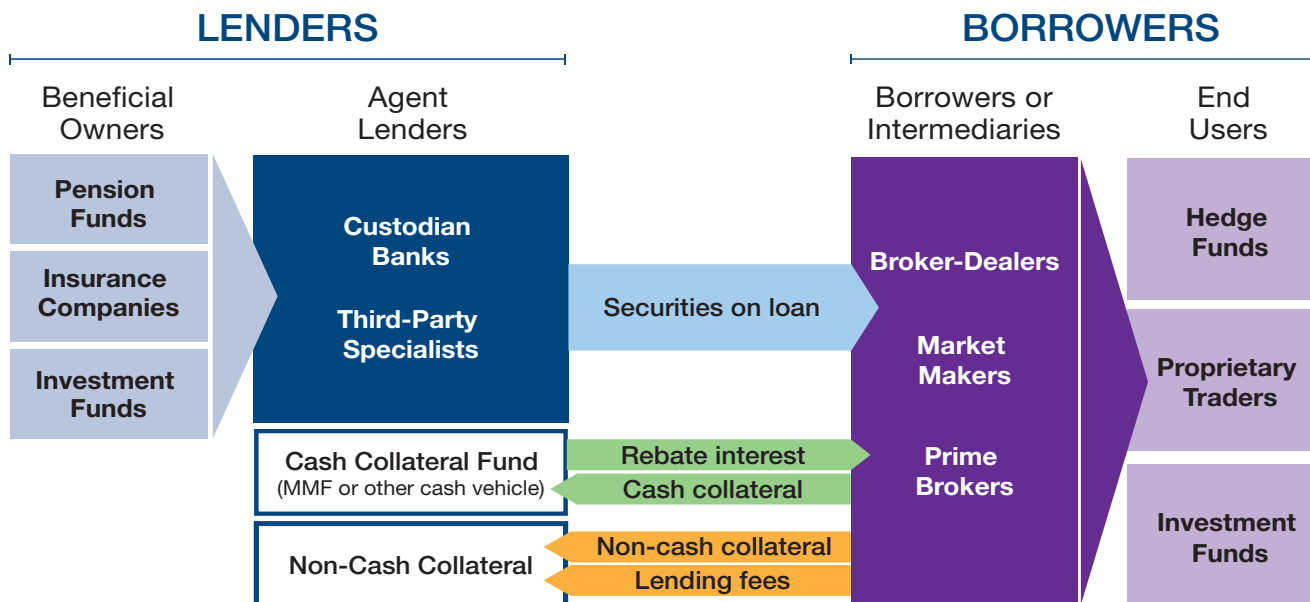 LENDERS
BORROWERS
Beneficial
Owners
Agent
Lenders
Borrowers or
Intermediaries
End
Users
Pension
Funds
Insurance
Companies
Investment
Funds
Custodian
Banks
Third-Party
Specialists
Securities on loan
Broker-Dealers
Market
Makers
Prime
Brokers
Hedge
Funds
Proprietary
Traders
Investment
Funds
Cash Collateral Fund
(MMF or other cash vehicle)
Rebate interest
Cash collateral
Non-Cash Collateral
Non-cash collateral
Lending fees